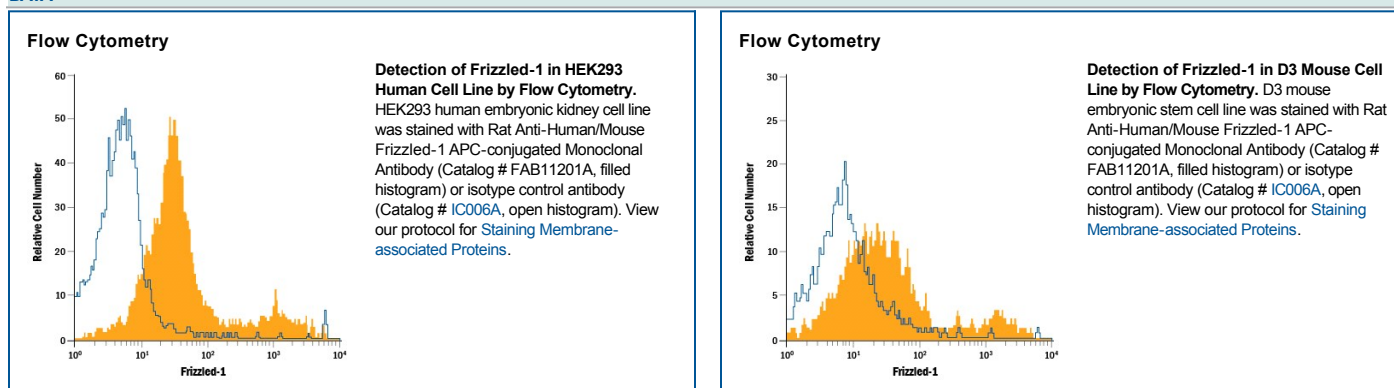 Flow Cytometry
60
50
40
30
20
10
0
Relative Cell Number
10⁰ 10¹ 10² 10³ 10⁴
Frizzled-1
Detection of Frizzled-1 in HEK293
Human Cell Line by Flow Cytometry.
HEK293 human embryonic kidney cell line
was stained with Rat Anti-Human/Mouse
Frizzled-1 APC-conjugated Monoclonal
Antibody (Catalog # FAB11201A, filled
histogram) or isotype control antibody
(Catalog # IC006A, open histogram). View
our protocol for Staining Membrane-
associated Proteins.
Flow Cytometry
30
25
20
15
10
5
0
Relative Cell Number
10⁰ 10¹ 10² 10³ 10⁴
Frizzled-1
Detection of Frizzled-1 in D3 Mouse Cell
Line by Flow Cytometry. D3 mouse
embryonic stem cell line was stained with Rat
Anti-Human/Mouse Frizzled-1 APC-
conjugated Monoclonal Antibody (Catalog #
FAB11201A, filled histogram) or isotype
control antibody (Catalog # IC006A, open
histogram). View our protocol for Staining
Membrane-associated Proteins.